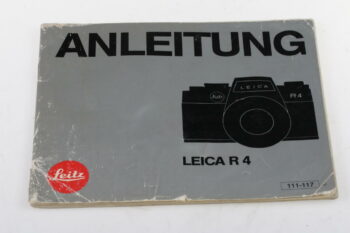 ANLEITUNG
LEICA
R4
LEICA R 4
Leitz
111-117